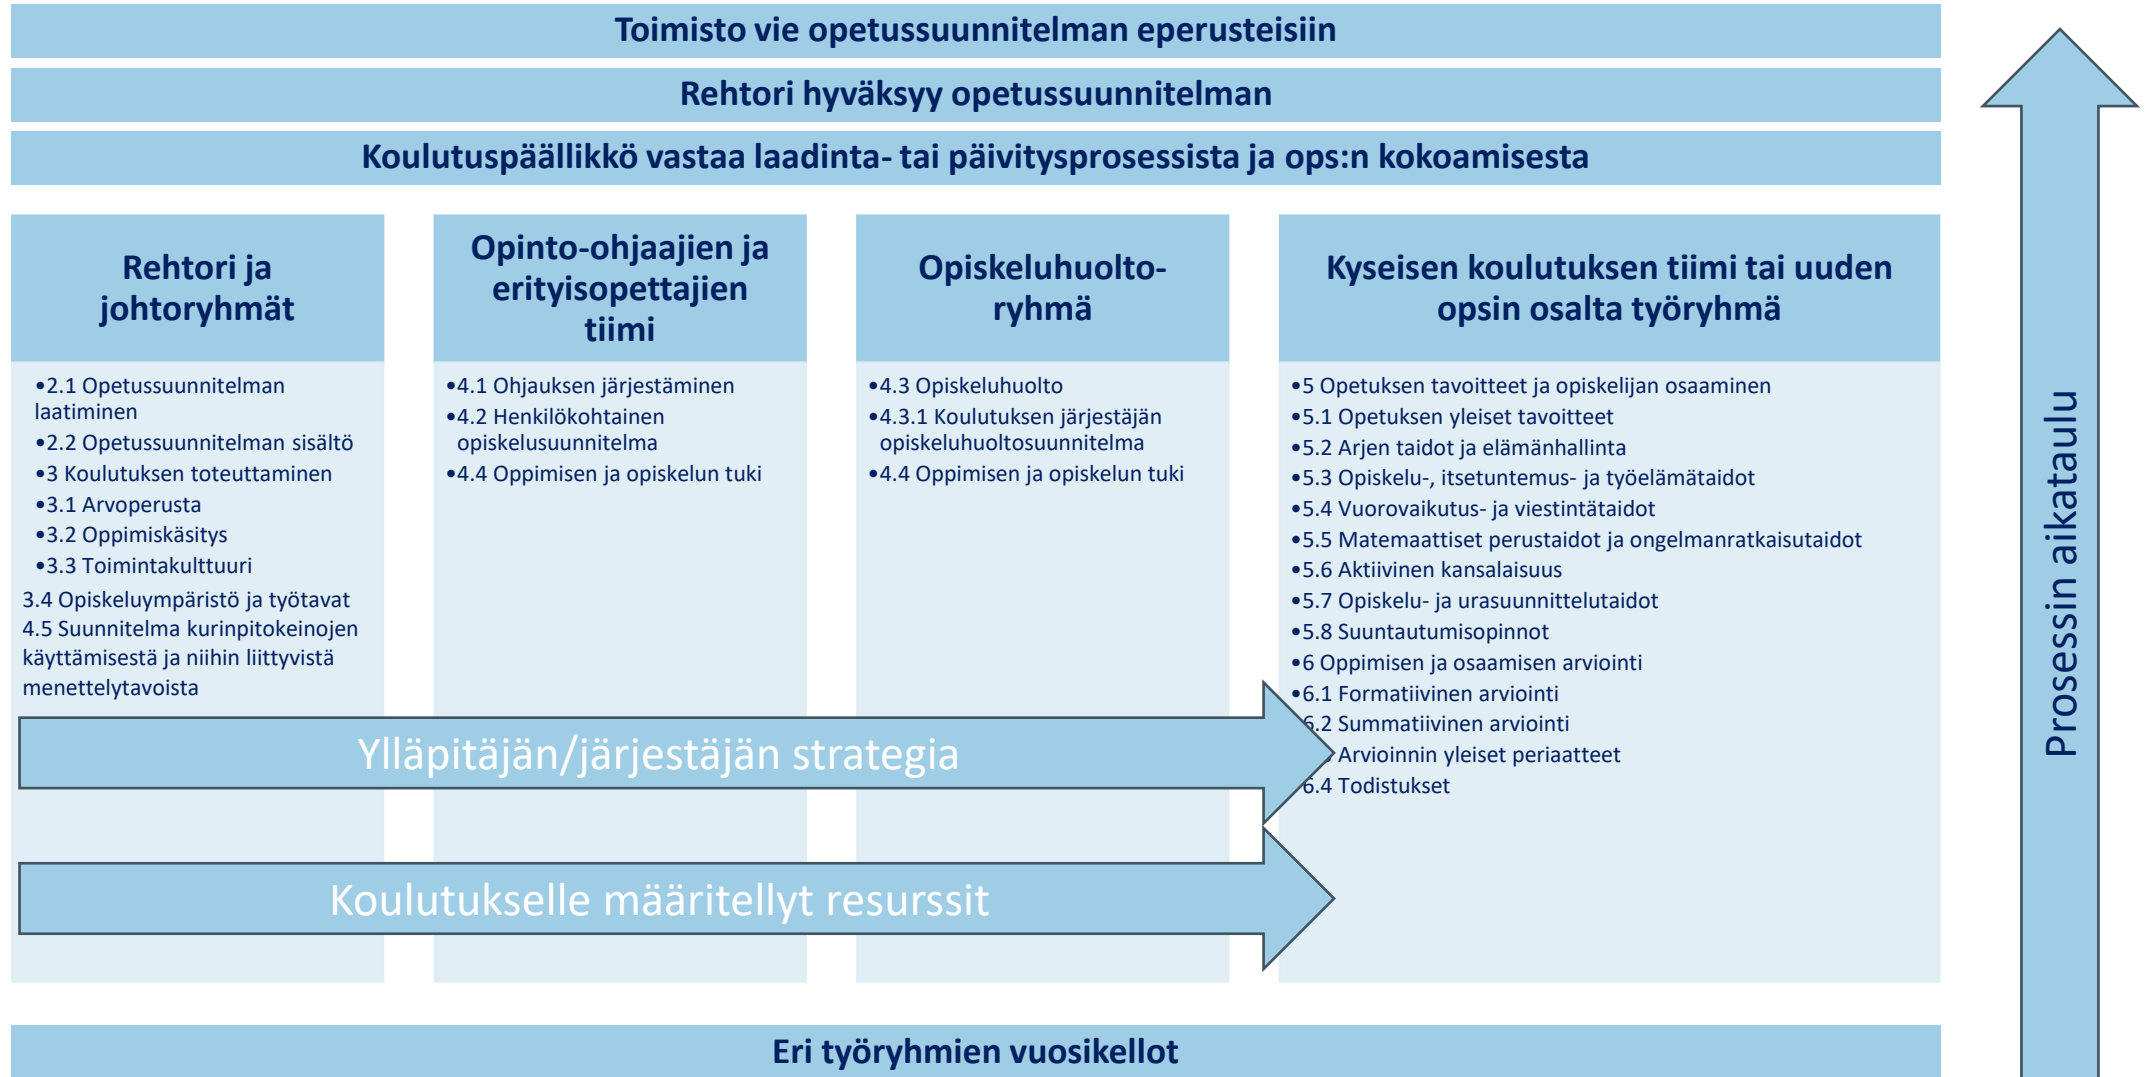 Toimisto vie opetussuunnitelman eperusteisiin
Rehtori hyväksyy opetussuunnitelman
Koulutuspäällikkö vastaa laadinta- tai päivitysprosessista ja ops:n kokoamisesta
Rehtori ja
johtoryhmät
•2.1 Opetussuunnitelman
laatiminen
•2.2 Opetussuunnitelman sisältö
•3 Koulutuksen toteuttaminen
•3.1 Arvoperusta
•3.2 Oppimiskäsitys
•3.3 Toimintakulttuuri
3.4 Opiskeluympäristö ja työtavat
4.5 Suunnitelma kurinpitokeinojen
käyttämisestä ja niihin liittyvistä
menettelytavoista
Opinto-ohjaajien ja
erityisopettajien
tiimi
•4.1 Ohjauksen järjestäminen
•4.2 Henkilökohtainen
opiskelusuunnitelma
•4.4 Oppimisen ja opiskelun tuki
Opiskeluhuolto-
ryhmä
•4.3 Opiskeluhuolto
•4.3.1 Koulutuksen järjestäjän
opiskeluhuoltosuunnitelma
•4.4 Oppimisen ja opiskelun tuki
Kyseisen koulutuksen tiimi tai uuden
opsin osalta työryhmä
•5 Opetuksen tavoitteet ja opiskelijan osaaminen
•5.1 Opetuksen yleiset tavoitteet
•5.2 Arjen taidot ja elämänhallinta
•5.3 Opiskelu-, itsetuntemus- ja työelämätaidot
•5.4 Vuorovaikutus- ja viestintätaidot
•5.5 Matemaattiset perustaidot ja ongelmanratkaisutaidot
•5.6 Aktiivinen kansalaisuus
•5.7 Opiskelu- ja urasuunnittelutaidot
•5.8 Suuntautumisopinnot
•6 Oppimisen ja osaamisen arviointi
•6.1 Formatiivinen arviointi
6.2 Summatiivinen arviointi
Arvioinnin yleiset periaatteet
6.4 Todistukset
Ylläpitäjän/järjestäjän strategia
Koulutukselle määritellyt resurssit
Eri työryhmien vuosikellot
Prosessin aikataulu